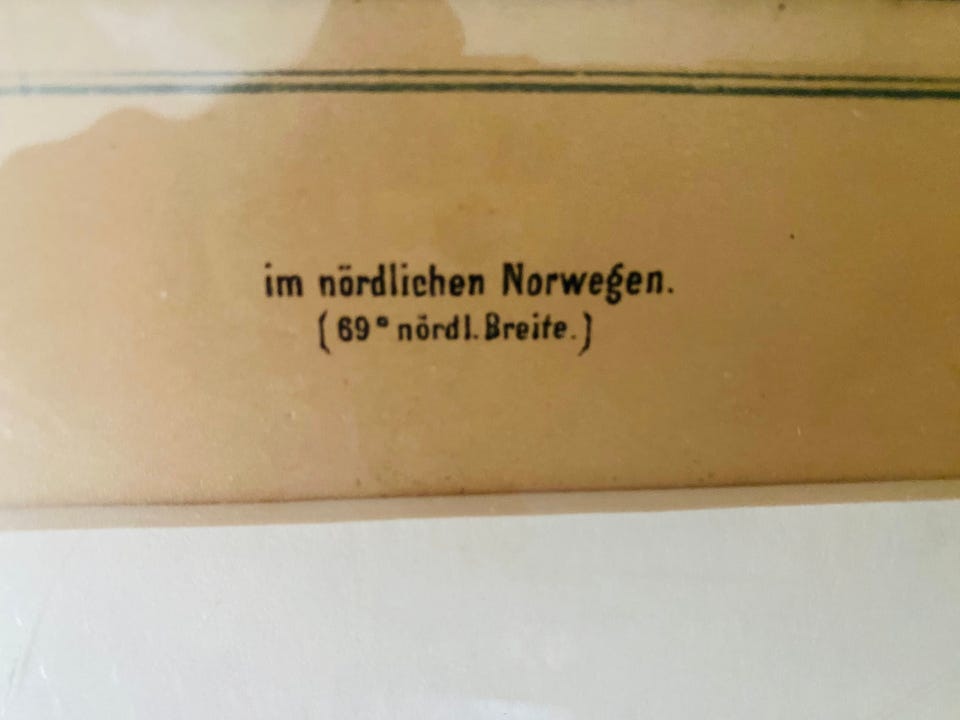 im nördlichen Norwegen.
(69° nördl. Breite.)